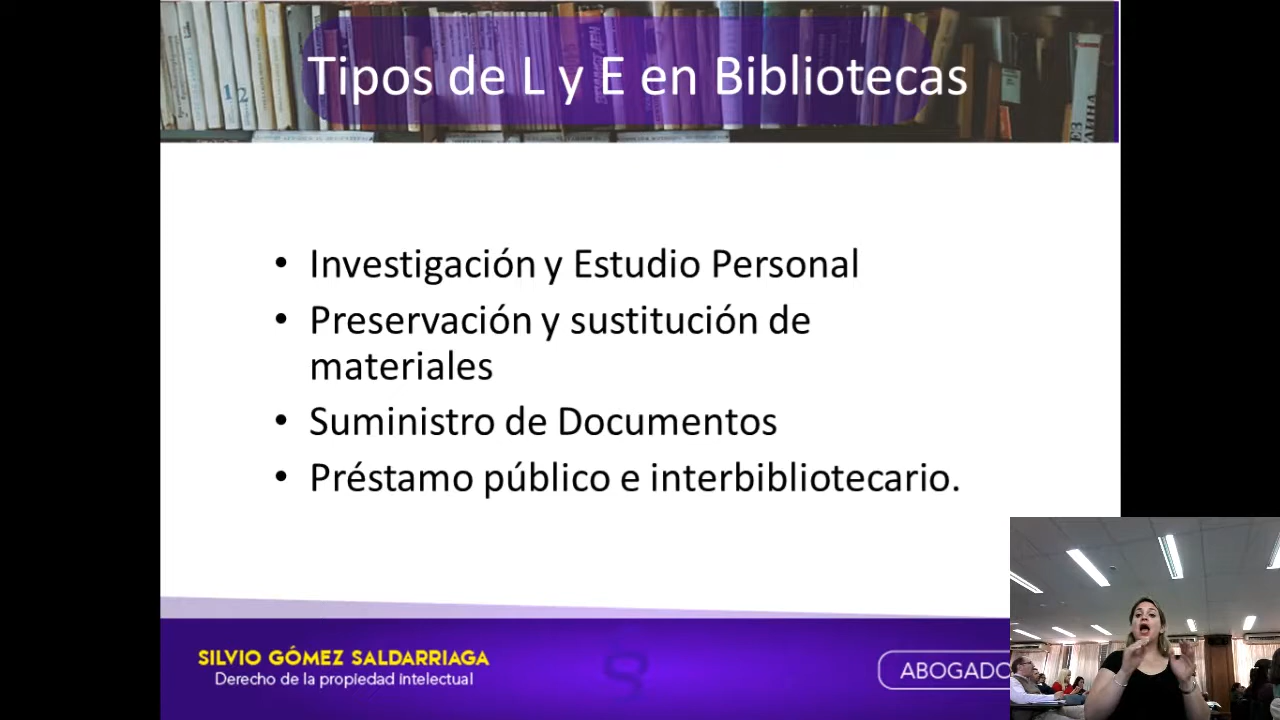 Tipos de L y E en Bibliotecas
• Investigación y Estudio Personal
• Preservación y sustitución de
materiales
• Suministro de Documentos
• Préstamo público e interbibliotecario.
SILVIO GÓMEZ SALDARRIAGA
Derecho de la propiedad intelectual
ABOGADO